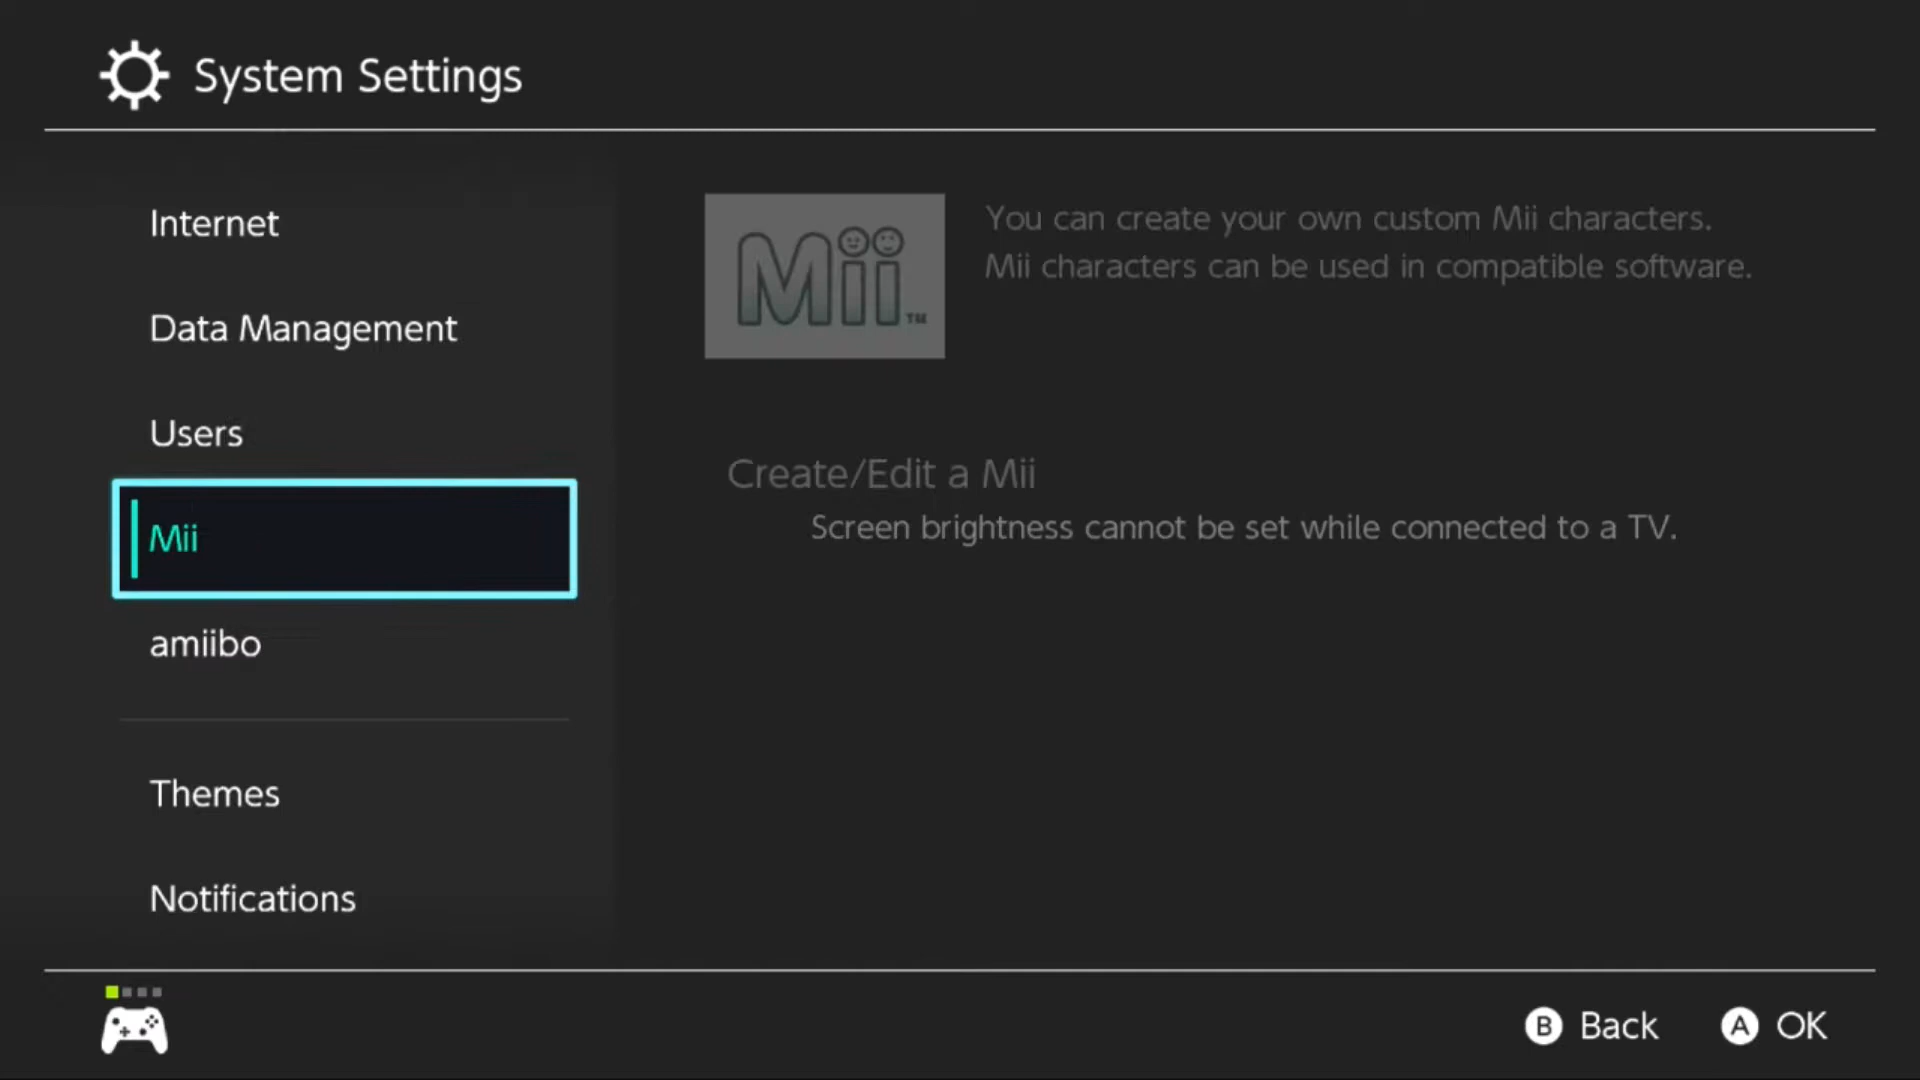 System Settings
Internet
Data Management
Users
Mii
amiibo
Themes
Notifications
Mii™
You can create your own custom Mii characters.
Mii characters can be used in compatible software.
Create/Edit a Mii
Screen brightness cannot be set while connected to a TV.
B Back
A OK